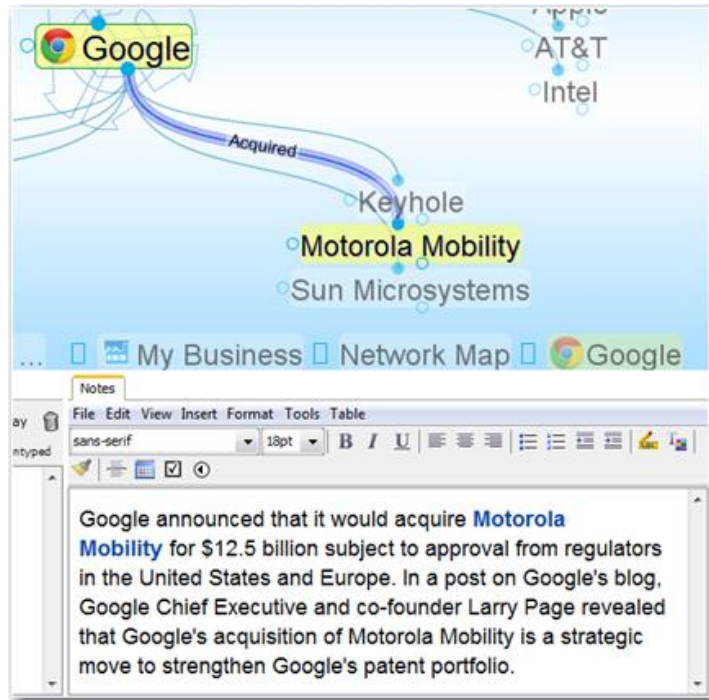 Apple
Google
AT&T
Intel
Acquired
Keyhole
Motorola Mobility
Sun Microsystems
... My Business Network Map Google
Notes
File Edit View Insert Format Tools Table
ay
sans-serif 18pt B I U
ntyped
Google announced that it would acquire Motorola
Mobility for $12.5 billion subject to approval from regulators
in the United States and Europe. In a post on Google's blog,
Google Chief Executive and co-founder Larry Page revealed
that Google's acquisition of Motorola Mobility is a strategic
move to strengthen Google's patent portfolio.